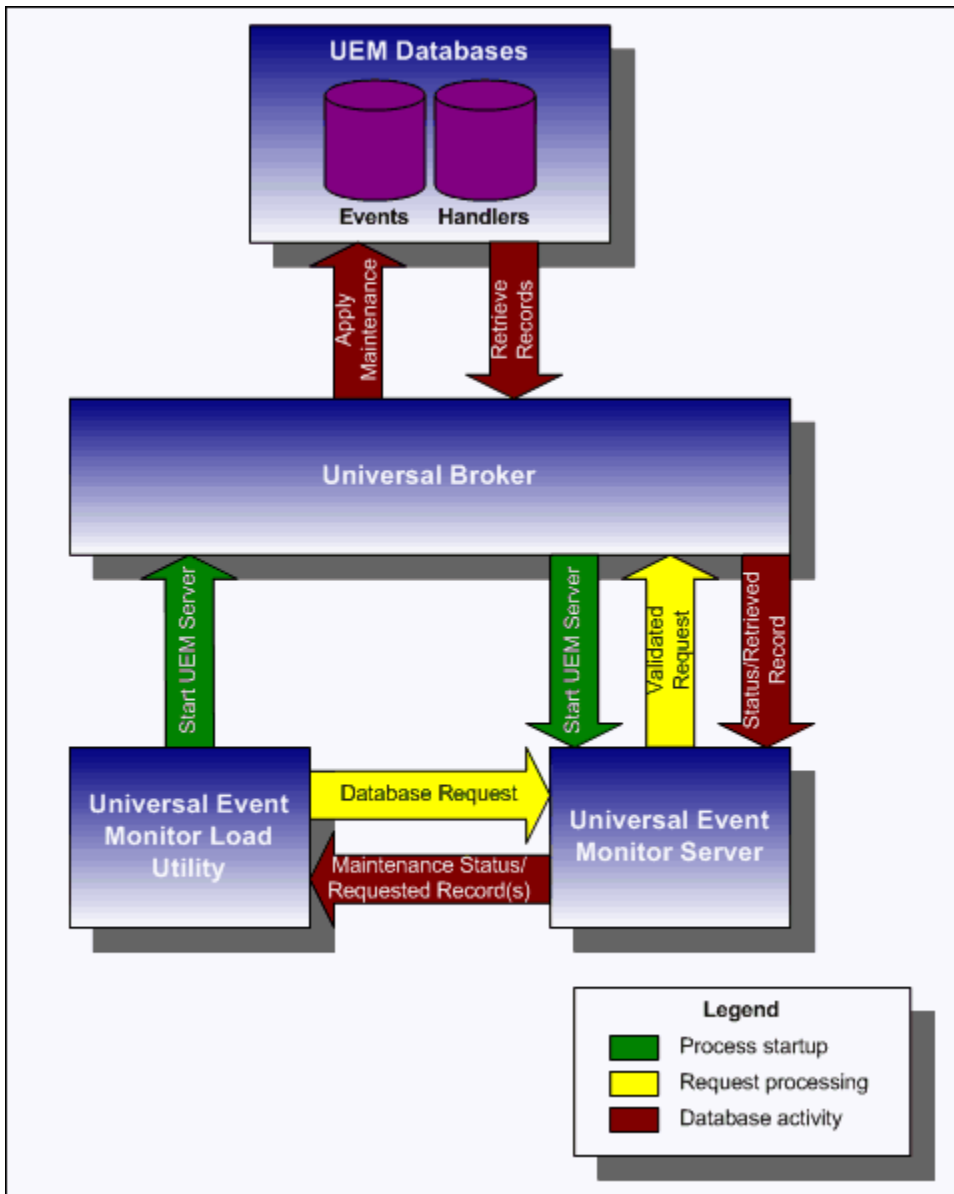 UEM Databases
Events
Handlers
Apply
Maintenance
Retrieve
Records
Universal Broker
Start UEM Server
Start UEM Server
Validated
Request
Status/Retrieved
Record
Universal Event
Monitor Load
Utility
Database Request
Maintenance Status/
Requested Record(s)
Universal Event
Monitor Server
Legend
Process startup
Request processing
Database activity